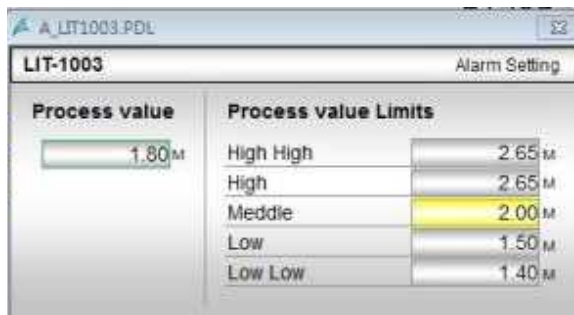 A_LIT1003.PDL
LIT-1003 Alarm Setting
Process value
1.80 M
Process value Limits
High High 2.65 M
High 2.65 M
Meddle 2.00 M
Low 1.50 M
Low Low 1.40 M